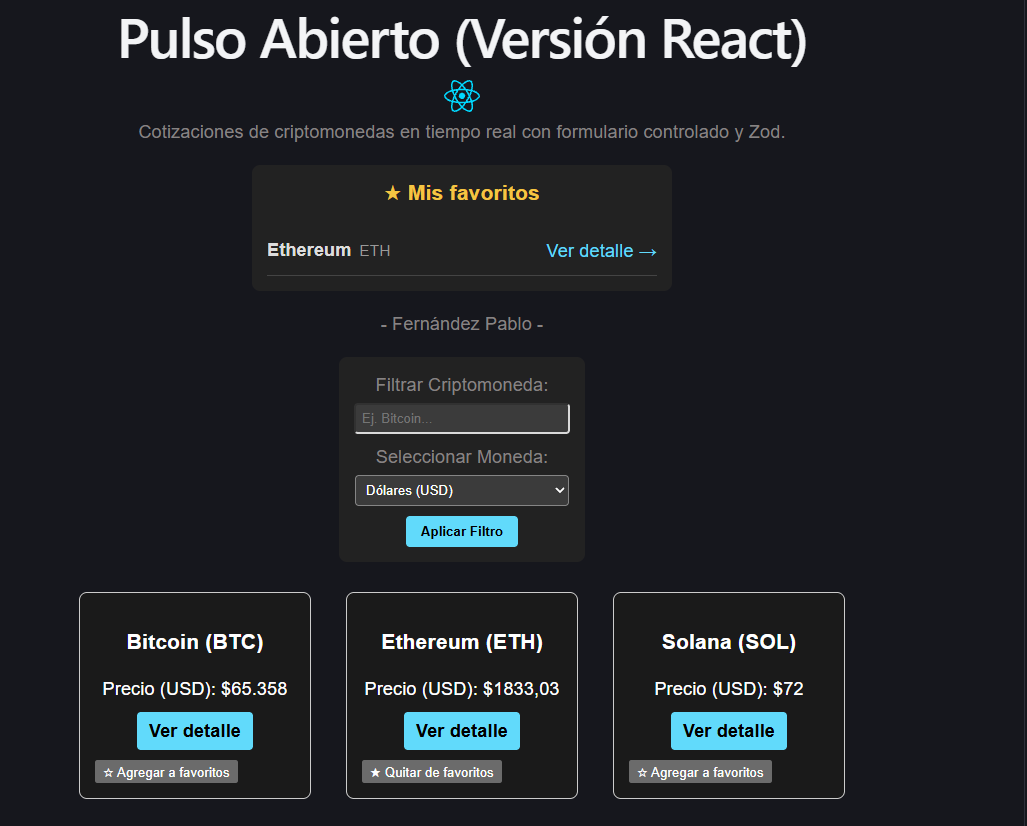 Pulso Abierto (Versión React)
Cotizaciones de criptomonedas en tiempo real con formulario controlado y Zod.
★ Mis favoritos
Ethereum ETH Ver detalle →
- Fernández Pablo -
Filtrar Criptomoneda:
Ej. Bitcoin...
Seleccionar Moneda:
Dólares (USD)
Aplicar Filtro
Bitcoin (BTC)
Precio (USD): $65.358
Ver detalle
☆ Agregar a favoritos
Ethereum (ETH)
Precio (USD): $1833,03
Ver detalle
★ Quitar de favoritos
Solana (SOL)
Precio (USD): $72
Ver detalle
☆ Agregar a favoritos